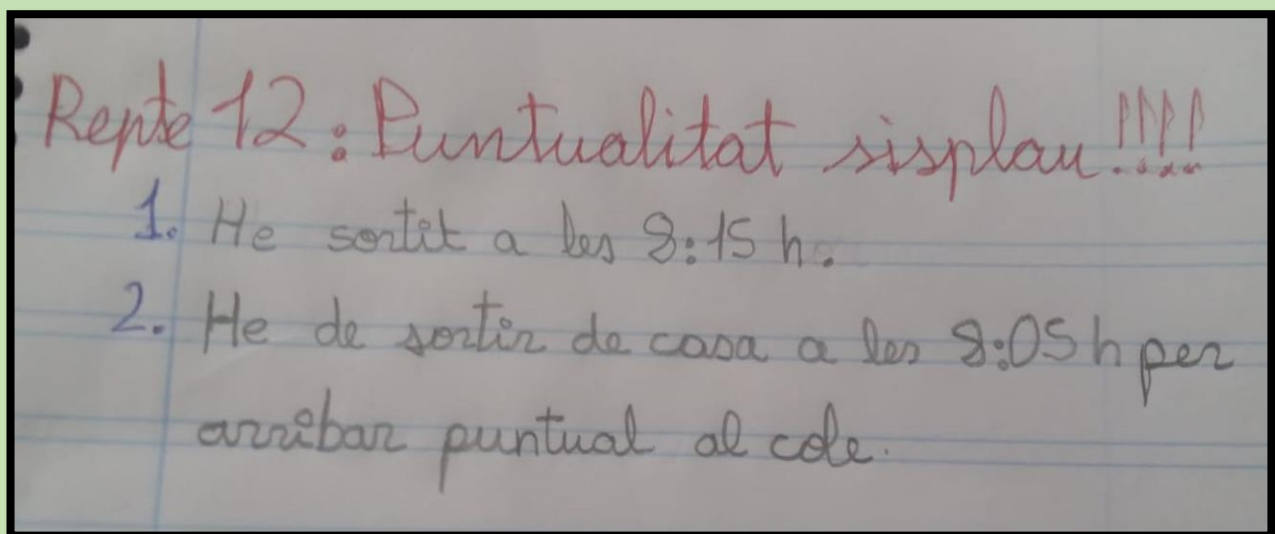 Repte 12: Puntualitat sisplau!!!!
1. He sortit a les 8:15 h.
2. He de sortir de casa a les 8:05 h per
arribar puntual al cole.